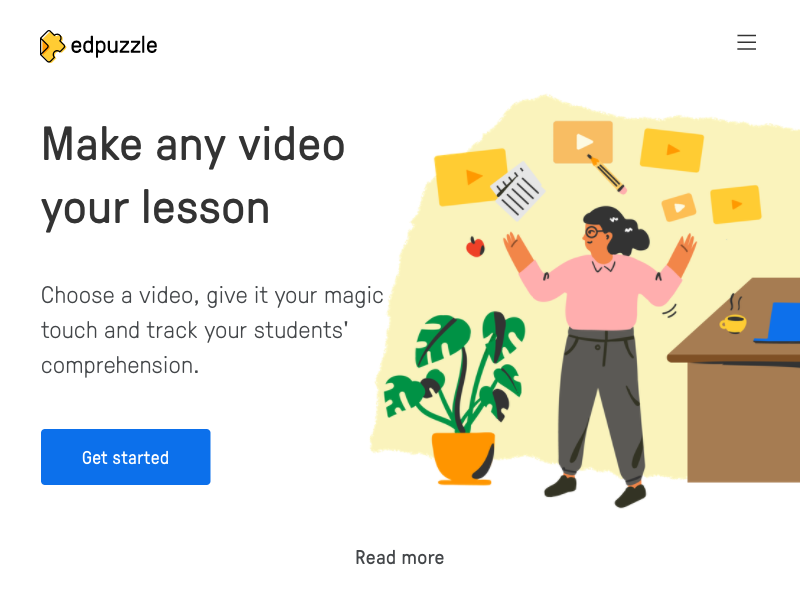 edpuzzle
Make any video
your lesson
Choose a video, give it your magic
touch and track your students'
comprehension.
Get started
Read more